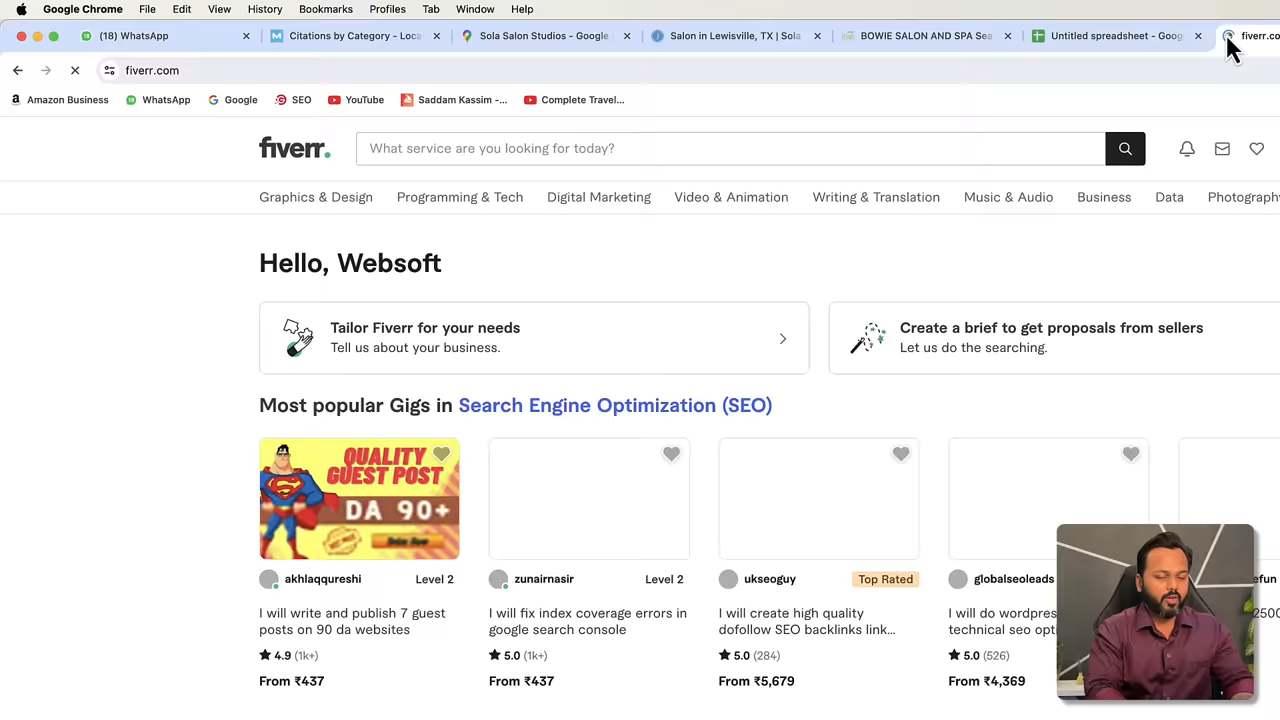 Google Chrome File Edit View History Bookmarks Profiles Tab Window Help
(18) WhatsApp
Citations by Category - Loca
Sola Salon Studios - Google
Salon in Lewisville, TX | Sola
BOWIE SALON AND SPA Sea
Untitled spreadsheet - Goog
fiverr.co
fiverr.com
Amazon Business WhatsApp Google SEO YouTube Saddam Kassim -... Complete Travel...
fiverr.
What service are you looking for today?
Graphics & Design Programming & Tech Digital Marketing Video & Animation Writing & Translation Music & Audio Business Data Photography
Hello, Websoft
Tailor Fiverr for your needs
Tell us about your business.
Create a brief to get proposals from sellers
Let us do the searching.
Most popular Gigs in Search Engine Optimization (SEO)
QUALITY
GUEST POST
DA 90+
akhlaqqureshi Level 2
I will write and publish 7 guest
posts on 90 da websites
4.9 (1k+)
From ₹437
zunairnasir Level 2
I will fix index coverage errors in
google search console
5.0 (1k+)
From ₹437
ukseoguy Top Rated
I will create high quality
dofollow SEO backlinks link...
5.0 (284)
From ₹5,679
globalseoleads
I will do wordpres
technical seo opti
5.0 (526)
From ₹4,369
efun
2500